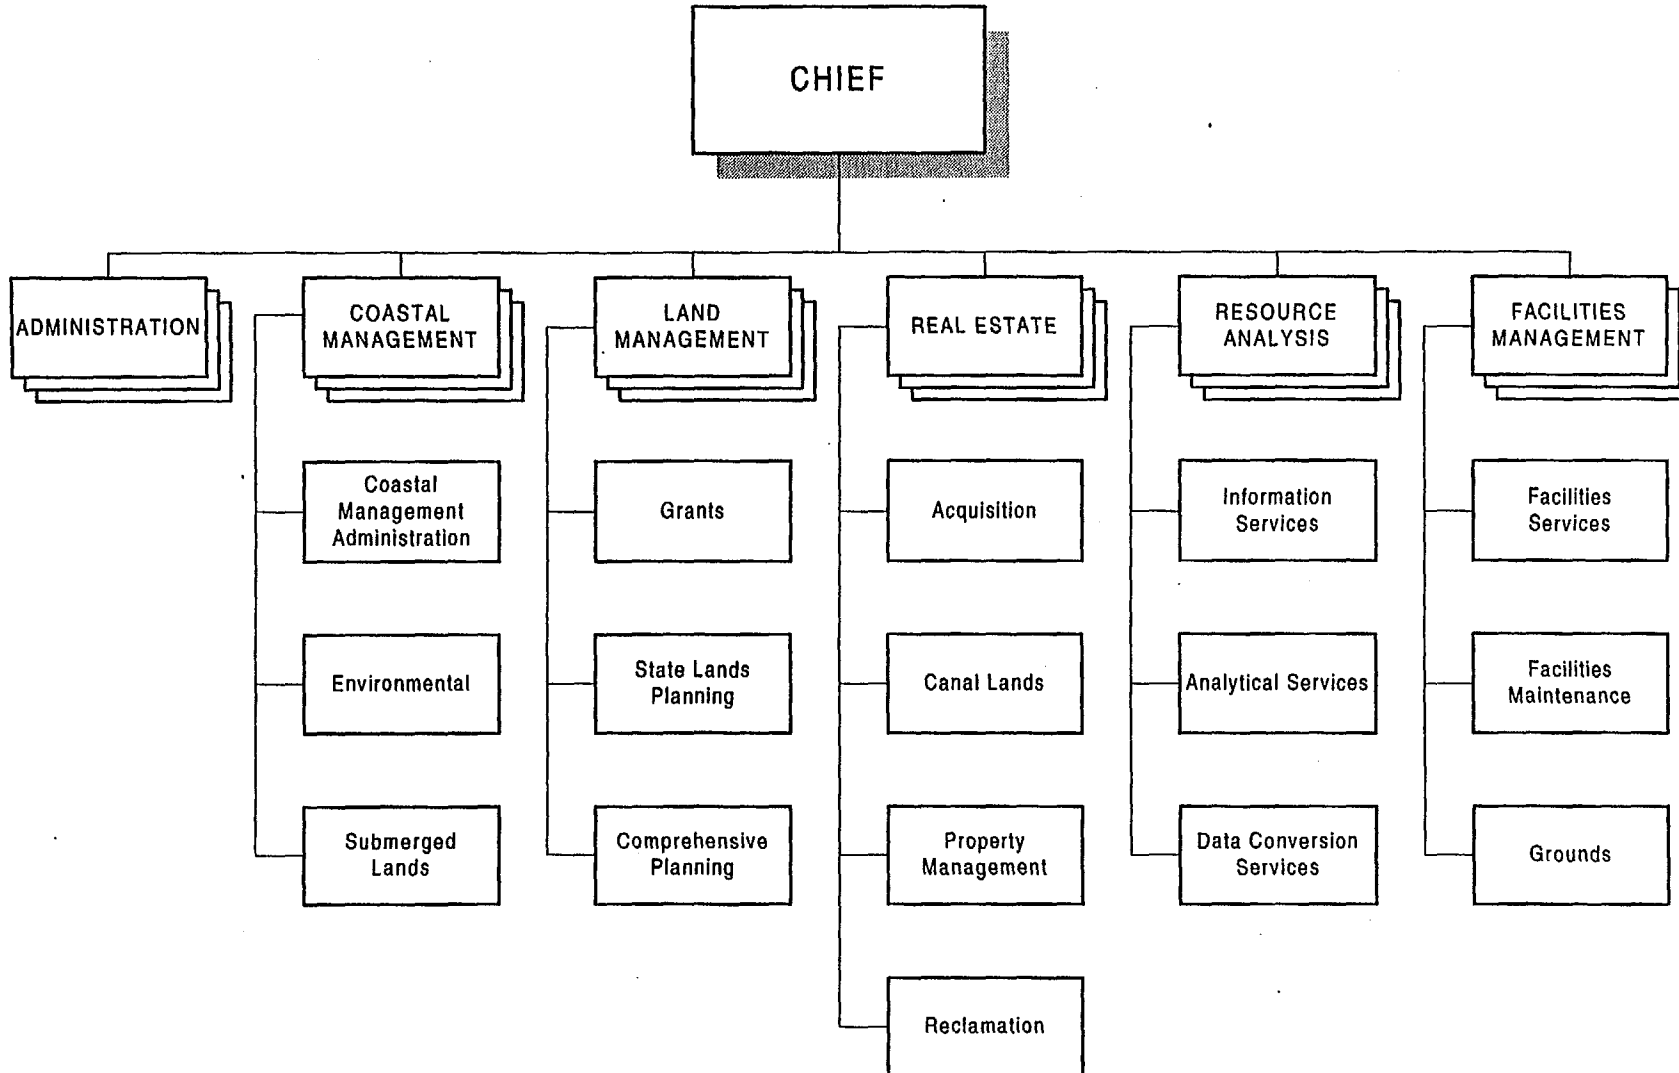 CHIEF
ADMINISTRATION
COASTAL
MANAGEMENT
LAND
MANAGEMENT
REAL ESTATE
RESOURCE
ANALYSIS
FACILITIES
MANAGEMENT
Coastal
Management
Administration
Grants
Acquisition
Information
Services
Facilities
Services
Environmental
State Lands
Planning
Canal Lands
Analytical Services
Facilities
Maintenance
Submerged
Lands
Comprehensive
Planning
Property
Management
Data Conversion
Services
Grounds
Reclamation